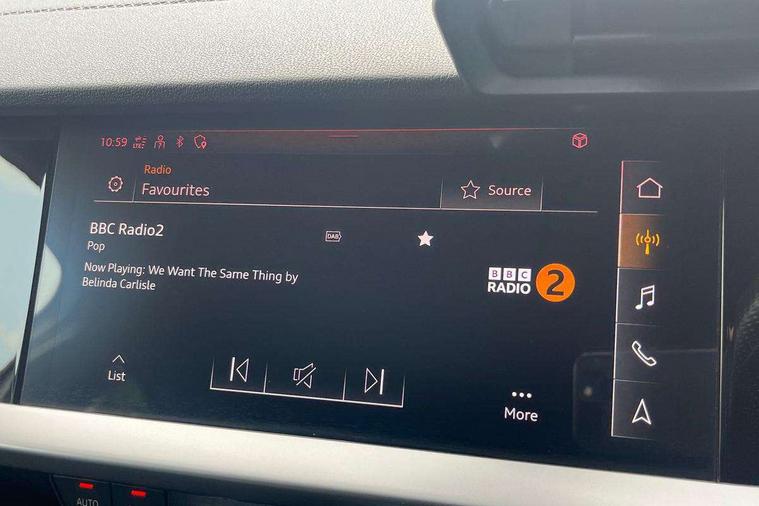 10:59 LTE
Radio
Favourites
Source
BBC Radio2
DAB
Pop
Now Playing: We Want The Same Thing by
Belinda Carlisle
BBC
RADIO 2
List
More
AUTO